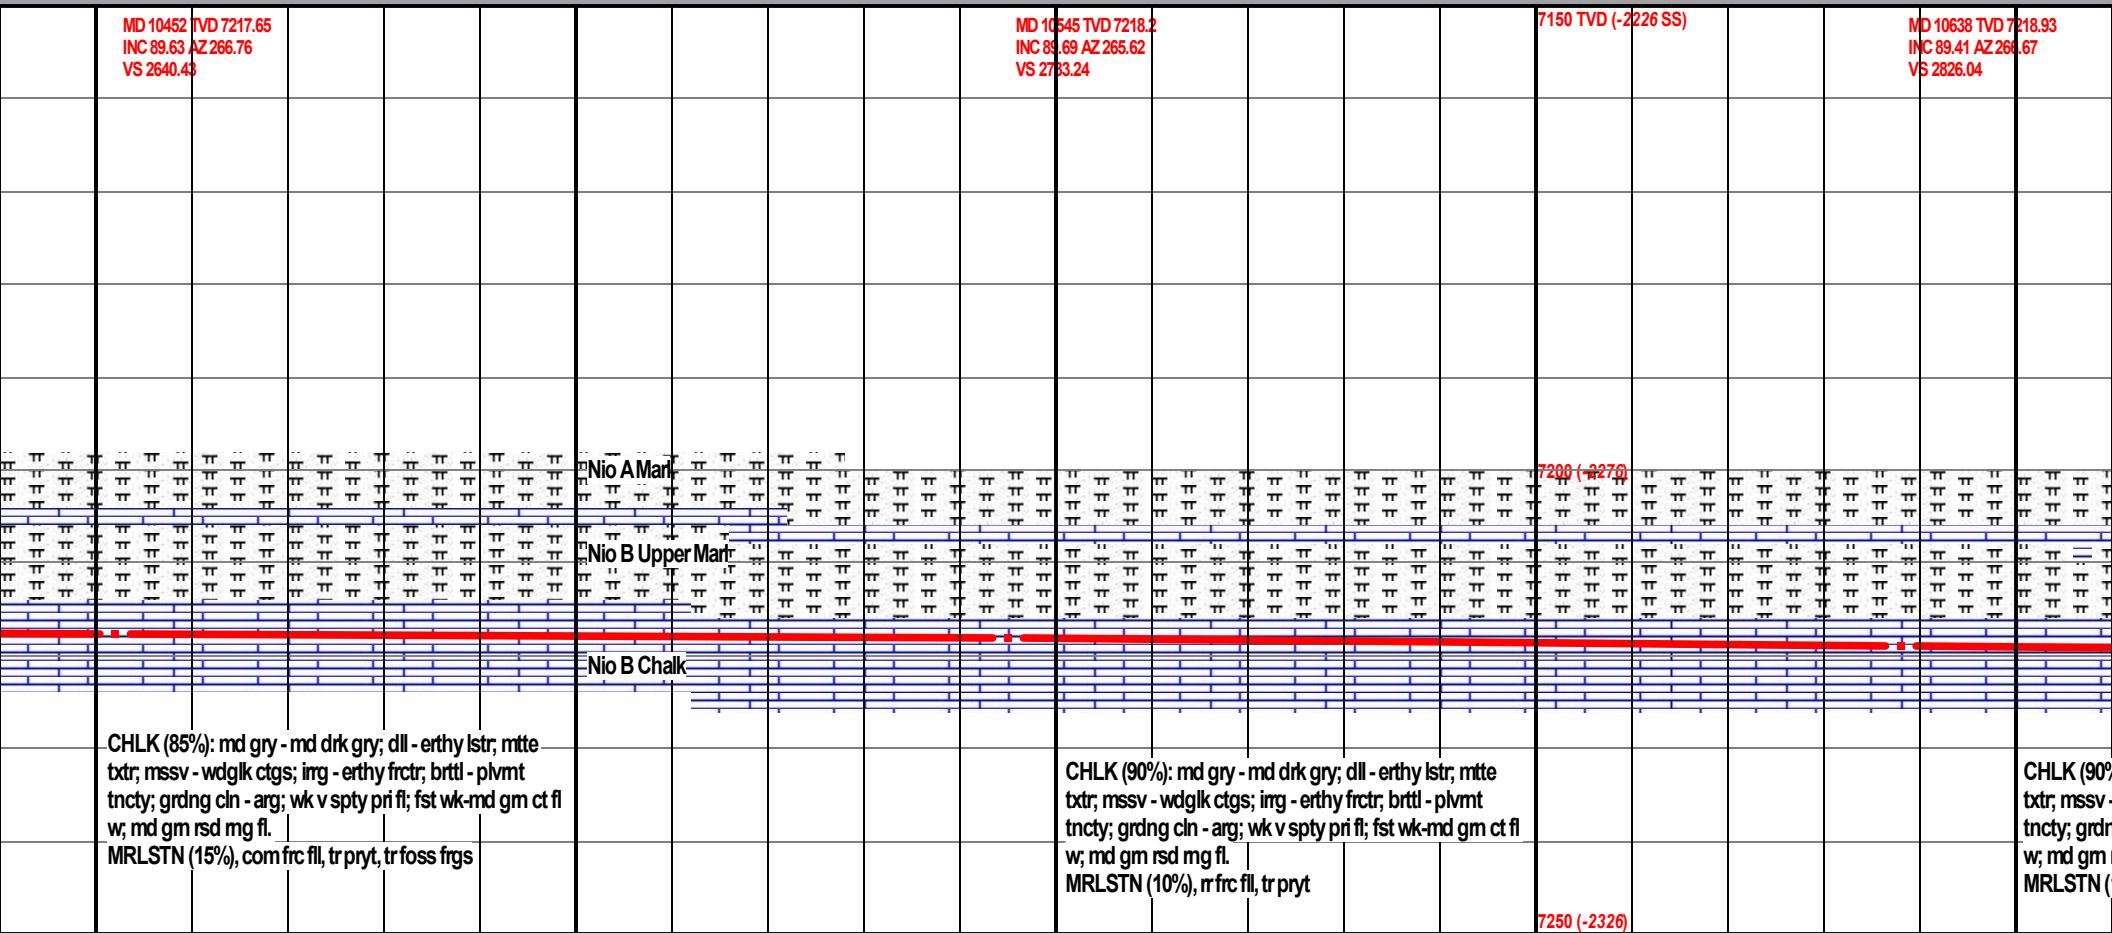 MD 10452 TVD 7217.65
INC 89.63 AZ 266.76
VS 2640.43
MD 10545 TVD 7218.2
INC 89.69 AZ 265.62
VS 2733.24
7150 TVD (-2226 SS)
MD 10638 TVD 7218.93
INC 89.41 AZ 266.67
VS 2826.04
Nio A Marl
7200 (-2276)
Nio B Upper Marl
Nio B Chalk
CHLK (85%): md gry - md drk gry; dll - erthy lstr; mtte
txtr; mssv - wdglk ctgs; irrg - erthy frctr; brttl - plvrnt
tncty; grdng cln - arg; wk v spty pri fl; fst wk-md grn ct fl
w; md grn rsd rng fl.
MRLSTN (15%), com frc fll, tr pryt, tr foss frgs
CHLK (90%): md gry - md drk gry; dll - erthy lstr; mtte
txtr; mssv - wdglk ctgs; irrg - erthy frctr; brttl - plvrnt
tncty; grdng cln - arg; wk v spty pri fl; fst wk-md grn ct fl
w; md grn rsd rng fl.
MRLSTN (10%), rr frc fll, tr pryt
CHLK (90%
txtr; mssv -
tncty; grdn
w; md grn
MRLSTN (
7250 (-2326)